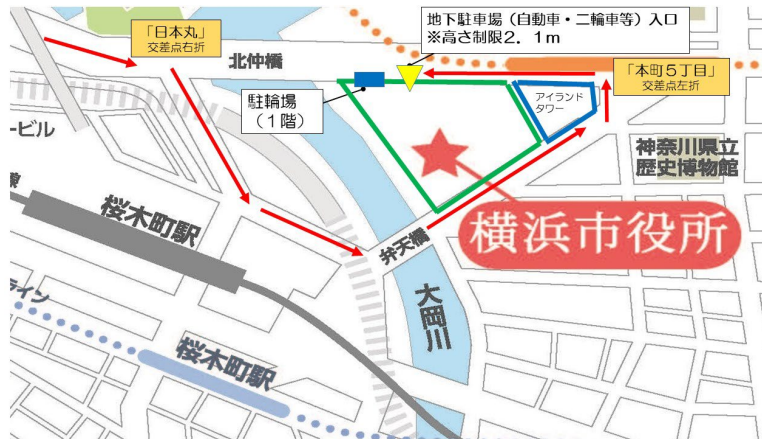 地下駐車場（自動車・二輪車等）入口
※高さ制限2．1m
「日本丸」
交差点右折
北仲橋
「本町５丁目」
交差点左折
駐輪場
（１階）
アイランド
タワー
ービル
神奈川県立
歴史博物館
桜木町駅
線
横浜市役所
弁天橋
大岡川
ライン
桜木町駅